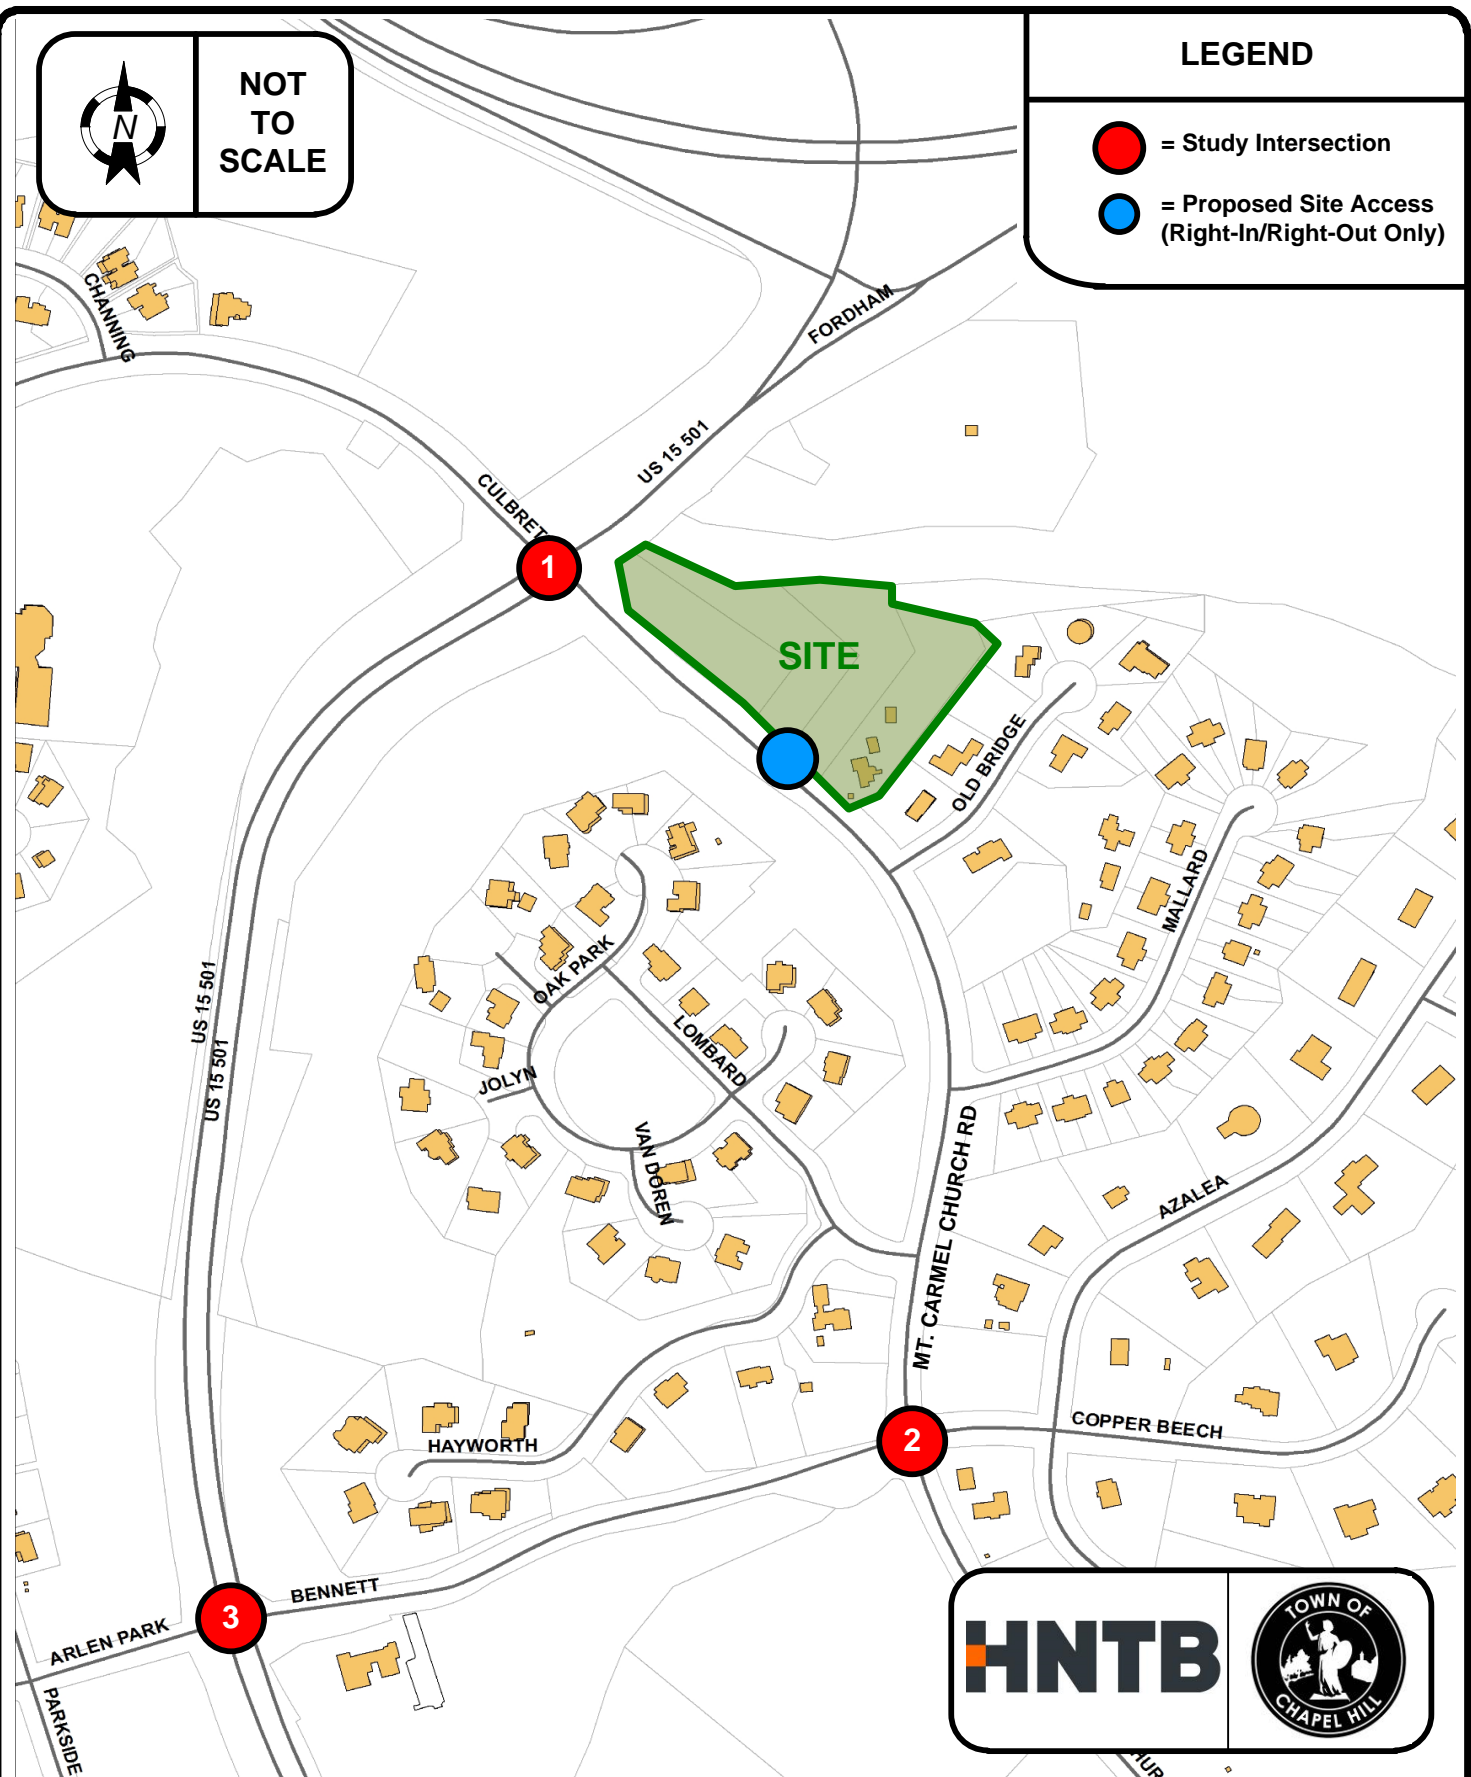 N
NOT
TO
SCALE
LEGEND
= Study Intersection
= Proposed Site Access
(Right-In/Right-Out Only)
CHANNING
FORDHAM
US 15 501
CULBRET
1
SITE
OLD BRIDGE
MALLARD
US 15 501
US 15 501
OAK PARK
LOMBARD
JOLYN
VAN DOREN
MT. CARMEL CHURCH RD
AZALEA
COPPER BEECH
2
HAYWORTH
BENNETT
3
ARLEN PARK
PARKSIDE
HNTB
TOWN OF
CHAPEL HILL